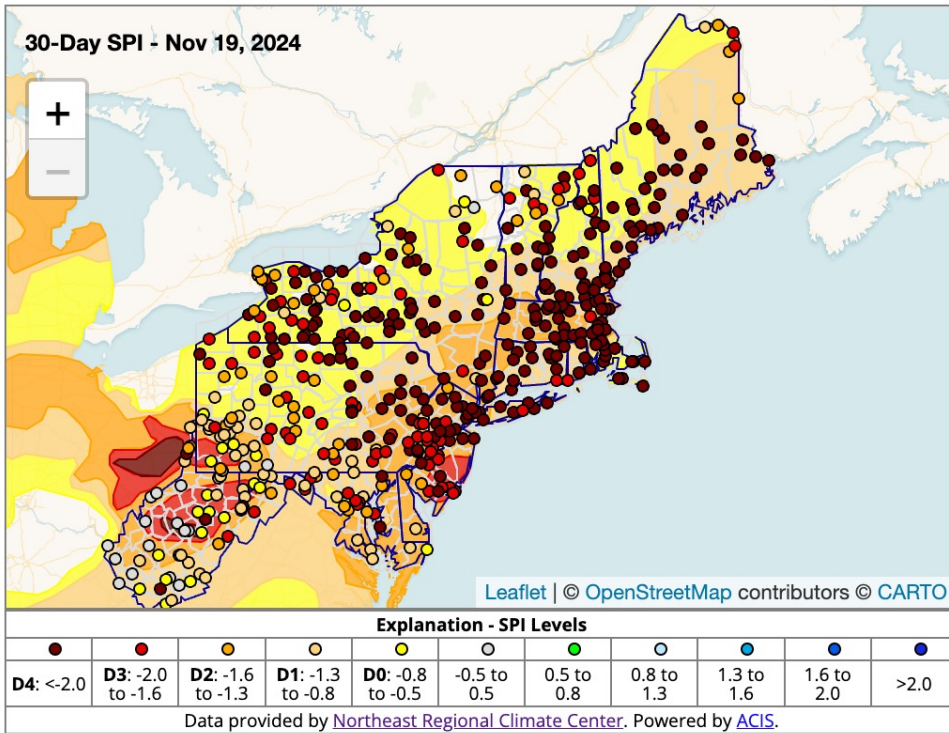 30-Day SPI - Nov 19, 2024
+
−
Leaflet | © OpenStreetMap contributors © CARTO
Explanation - SPI Levels
D4: <-2.0
D3: -2.0 to -1.6
D2: -1.6 to -1.3
D1: -1.3 to -0.8
D0: -0.8 to -0.5
-0.5 to 0.5
0.5 to 0.8
0.8 to 1.3
1.3 to 1.6
1.6 to 2.0
>2.0
Data provided by Northeast Regional Climate Center. Powered by ACIS.